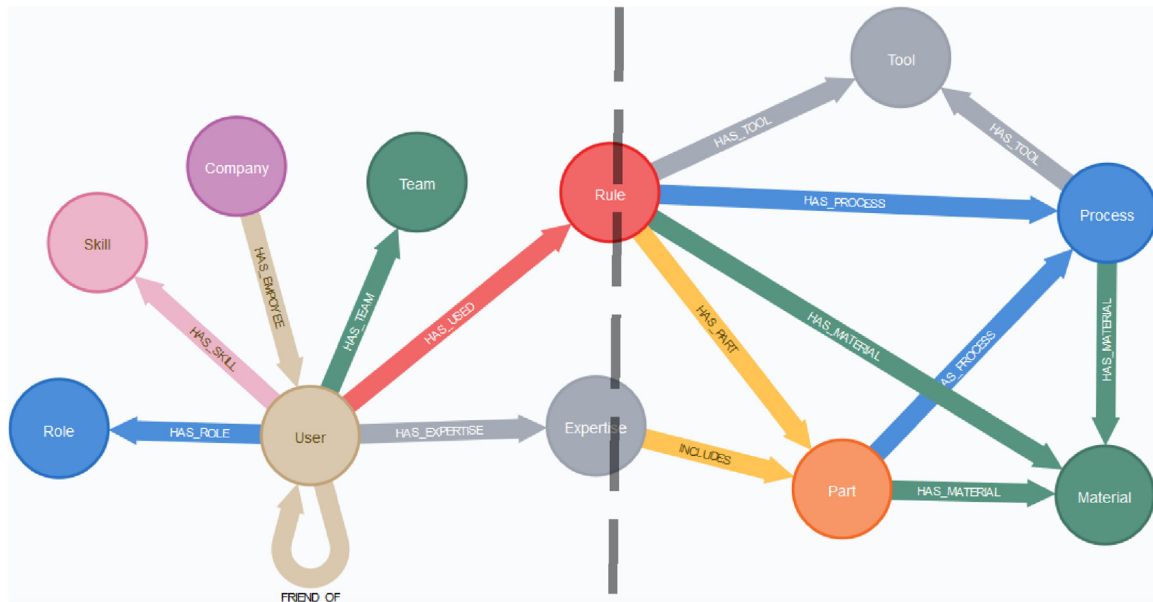 Tool
HAS_TOOL
HAS_TOOL
Company
Team
Rule
HAS_PROCESS
Process
Skill
HAS_EMPOYEE
HAS_TEAM
HAS_USED
HAS_PART
HAS_MATERIAL
HAS_MATERIAL
HAS_SKILL
AS_PROCESS
Role
HAS_ROLE
User
HAS_EXPERTISE
Expertise
INCLUDES
Part
HAS_MATERIAL
Material
FRIEND_OF